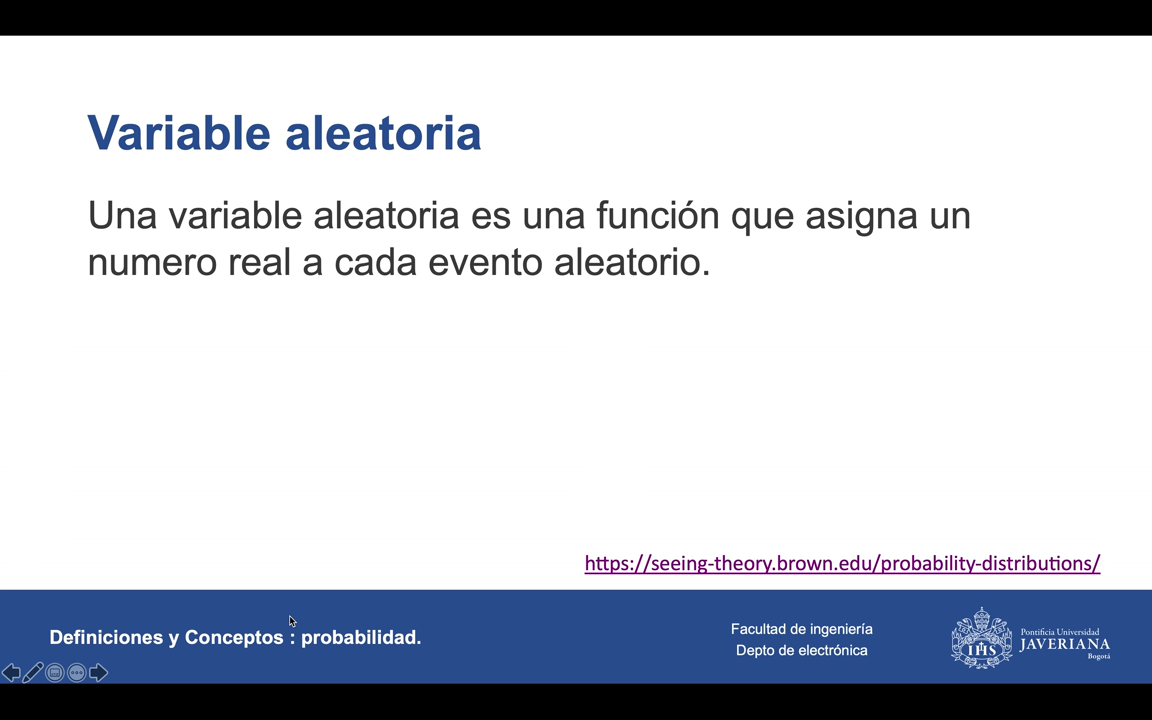 Variable aleatoria
Una variable aleatoria es una función que asigna un
numero real a cada evento aleatorio.
https://seeing-theory.brown.edu/probability-distributions/
Definiciones y Conceptos : probabilidad.
Facultad de ingeniería
Depto de electrónica
IHS
Pontificia Universidad
JAVERIANA
Bogotá